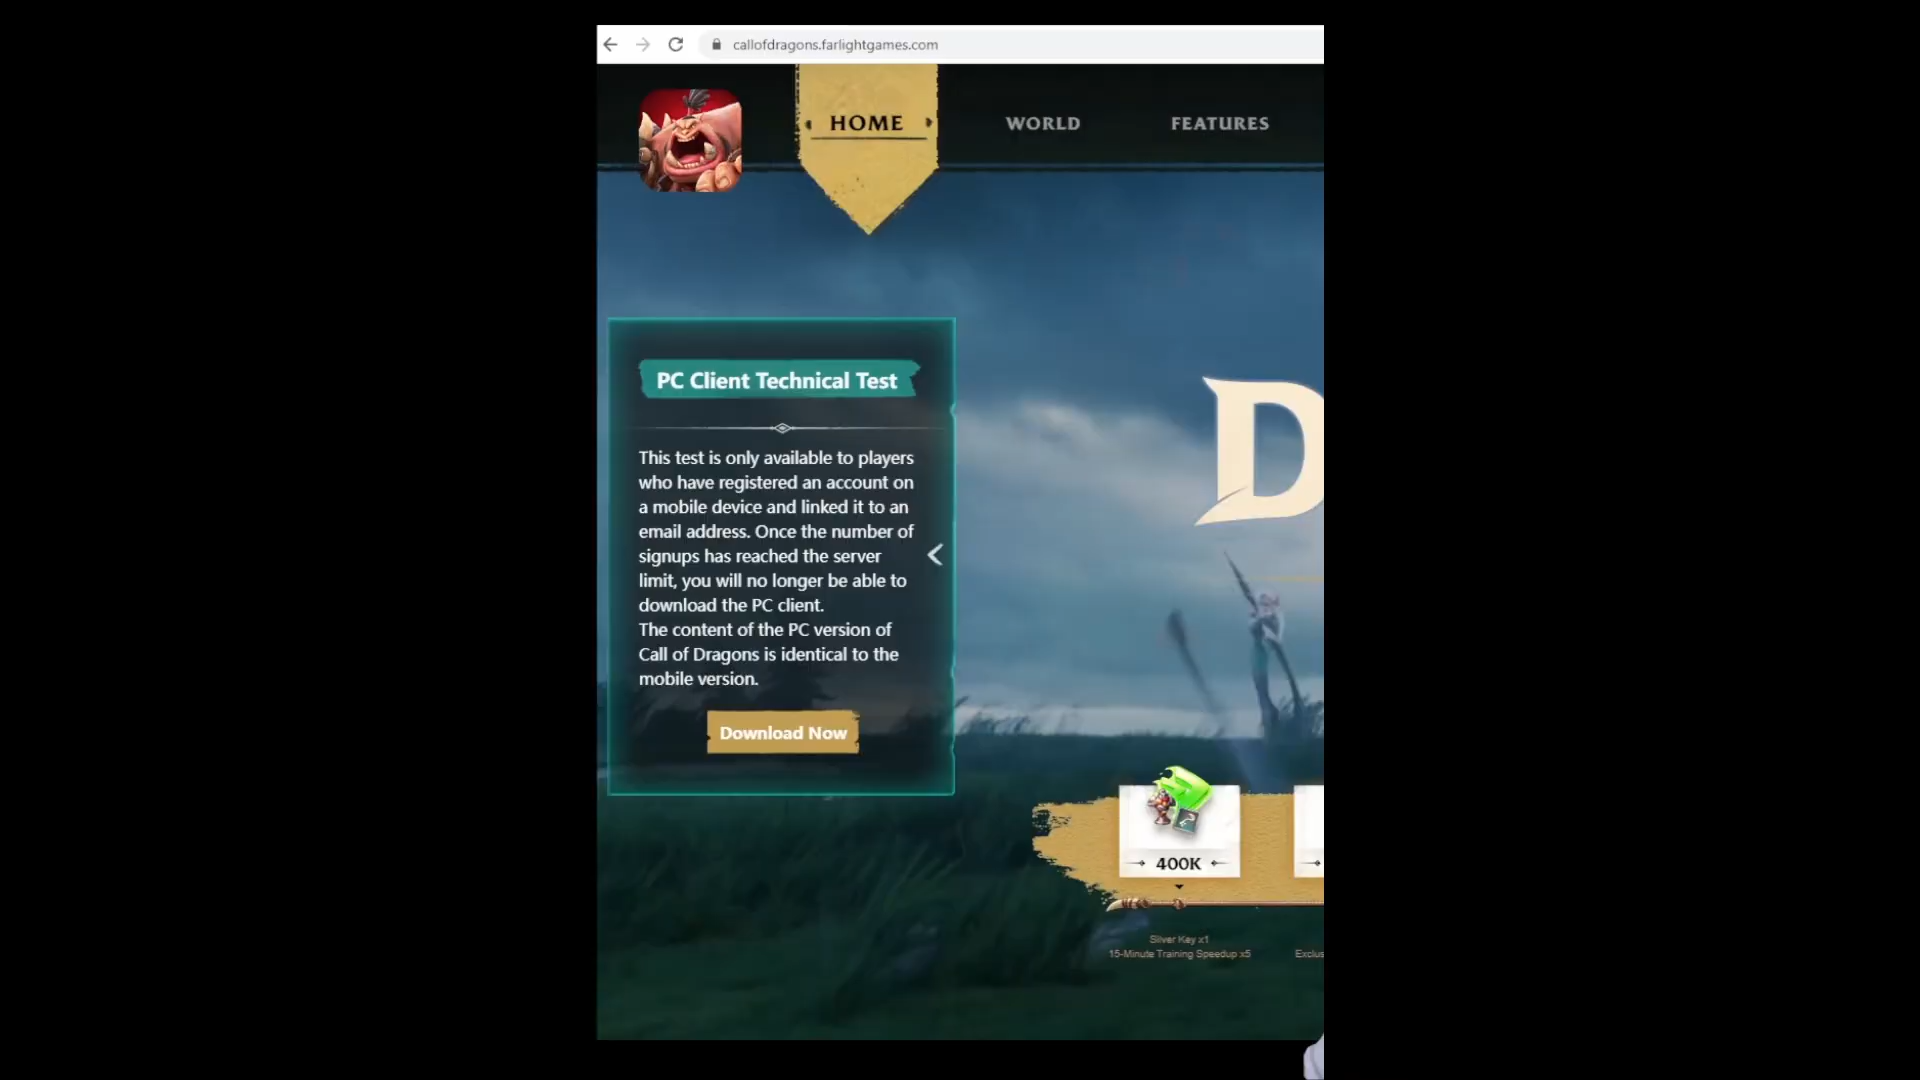 callofdragons.farlightgames.com
HOME
WORLD
FEATURES
PC Client Technical Test
This test is only available to players
who have registered an account on
a mobile device and linked it to an
email address. Once the number of
signups has reached the server
limit, you will no longer be able to
download the PC client.
The content of the PC version of
Call of Dragons is identical to the
mobile version.
Download Now
D
400K
Silver Key x1
15-Minute Training Speedup x5
Exclus